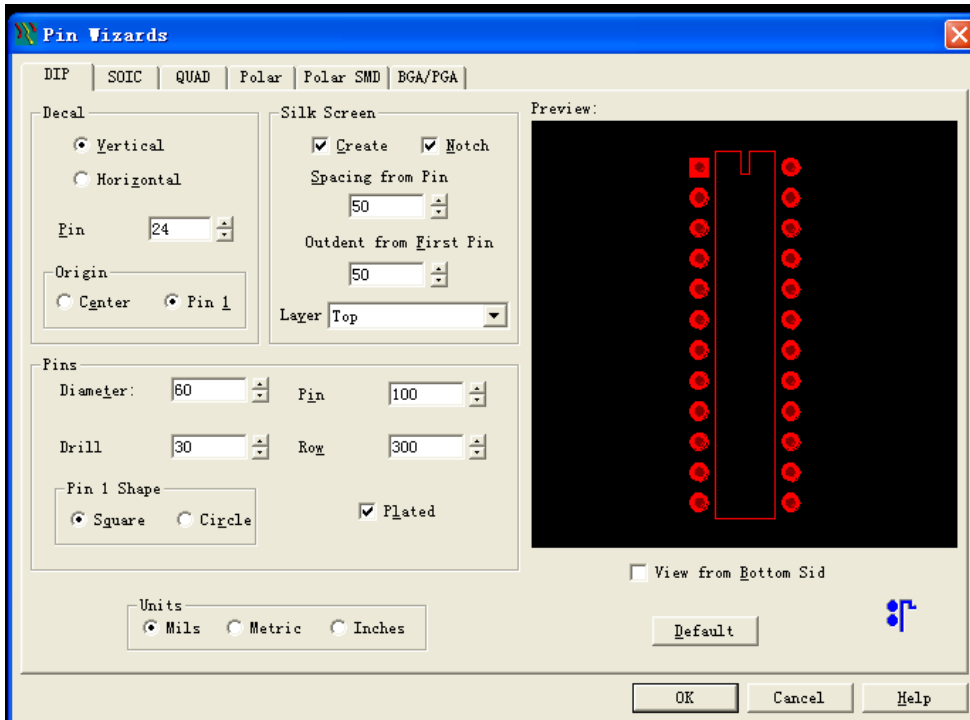 Pin Wizards
DIP SOIC QUAD Polar Polar SMD BGA/PGA
Decal
Vertical
Horizontal
Pin 24
Origin
Center Pin 1
Silk Screen
Create Notch
Spacing from Pin
50
Outdent from First Pin
50
Layer Top
Preview:
Pins
Diameter: 60 Pin 100
Drill 30 Row 300
Pin 1 Shape
Square Circle
Plated
View from Bottom Sid
Units
Mils Metric Inches
Default
OK Cancel Help